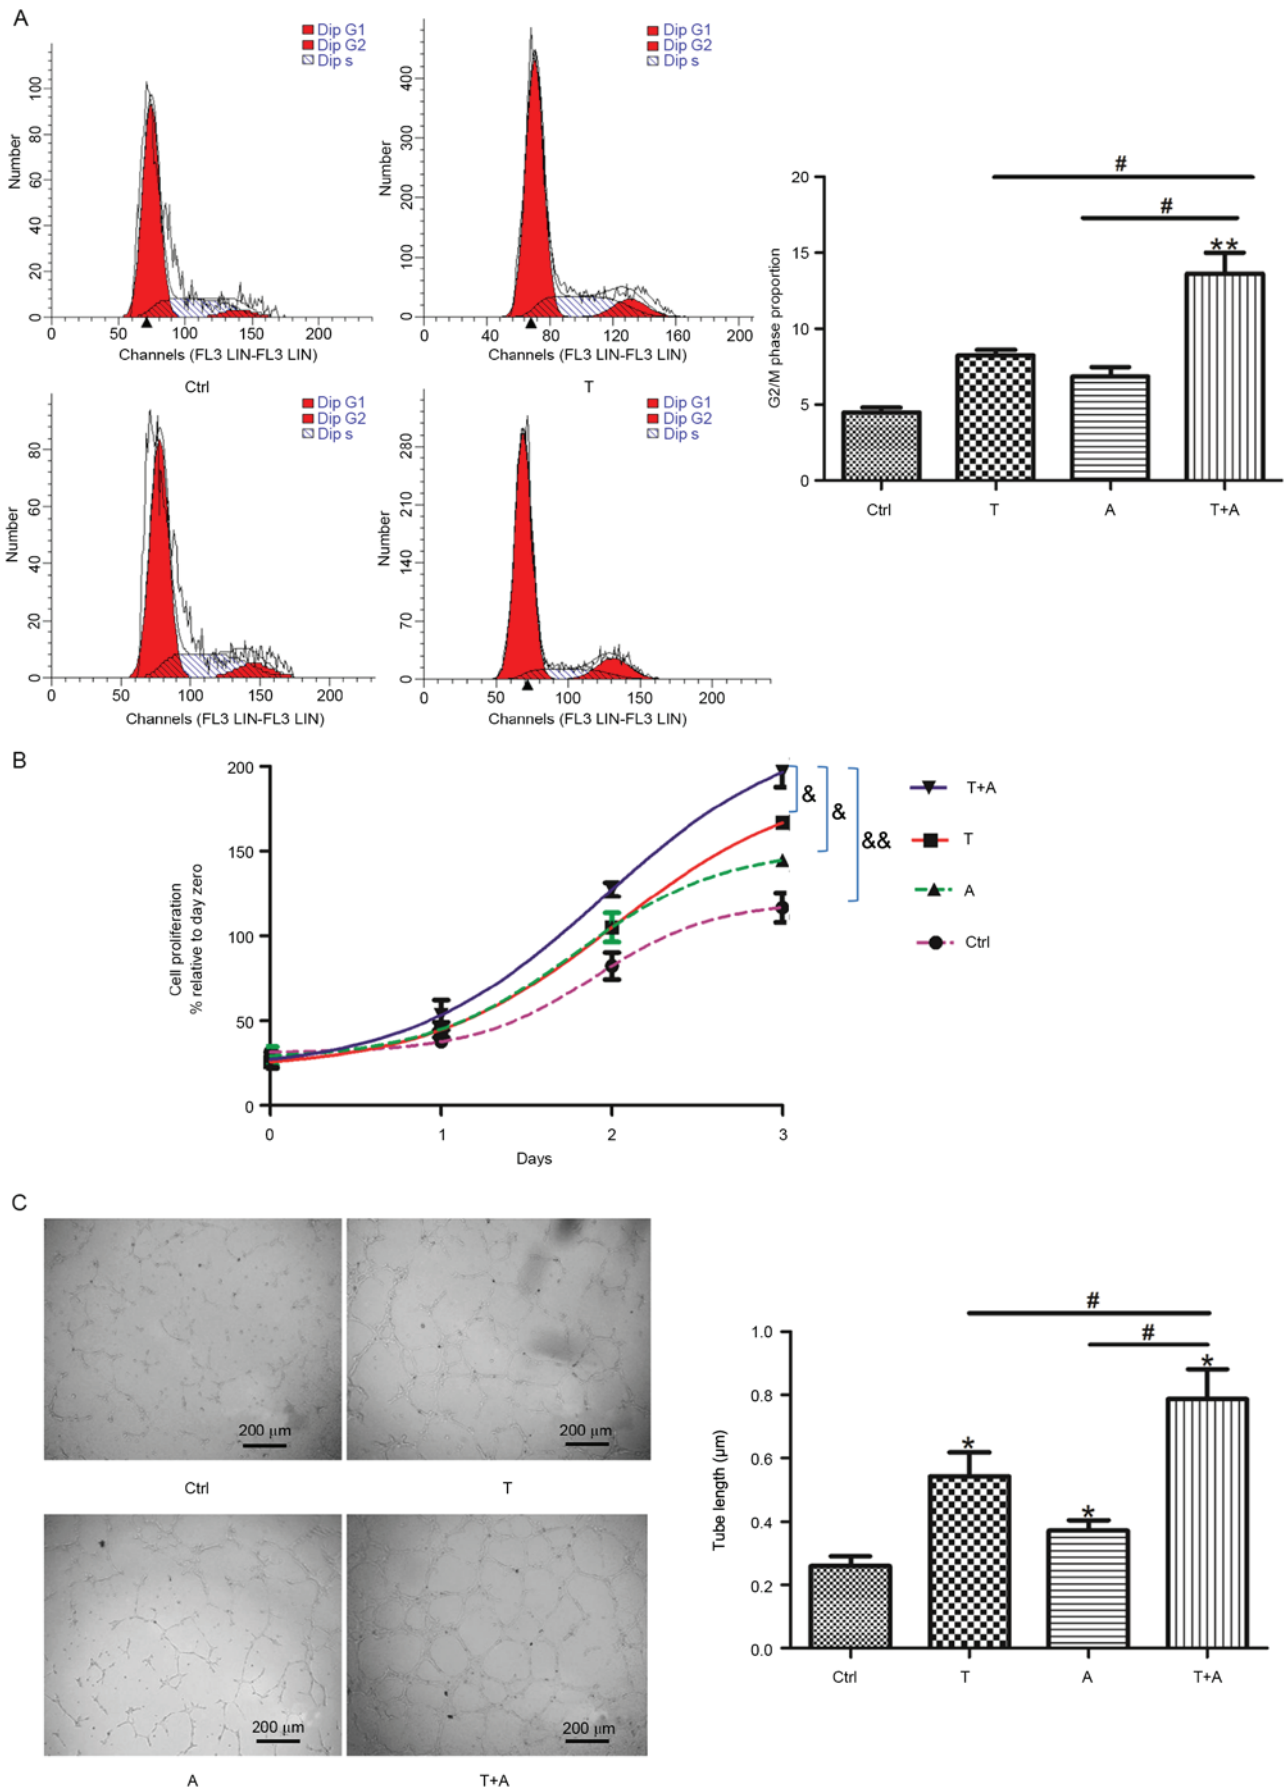 A
Dip G1
Dip G2
Dip s
Number
100
80
60
40
20
0
0 50 100 150 200
Channels (FL3 LIN-FL3 LIN)
Ctrl
Dip G1
Dip G2
Dip s
Number
400
300
200
100
0
0 40 80 120 160 200
Channels (FL3 LIN-FL3 LIN)
T
Dip G1
Dip G2
Dip s
Number
80
60
40
20
0
0 50 100 150 200
Channels (FL3 LIN-FL3 LIN)
Dip G1
Dip G2
Dip s
Number
280
210
140
70
0
0 50 100 150 200
Channels (FL3 LIN-FL3 LIN)
G2/M phase proportion
20
15
10
5
0
#
#
**
Ctrl T A T+A
B
Cell proliferation
% relative to day zero
200
150
100
50
0
0 1 2 3
Days
&
&
&&
T+A
T
A
Ctrl
C
200 µm
Ctrl
200 µm
T
200 µm
A
200 µm
T+A
Tube length (µm)
1.0
0.8
0.6
0.4
0.2
0.0
#
#
*
*
*
Ctrl T A T+A